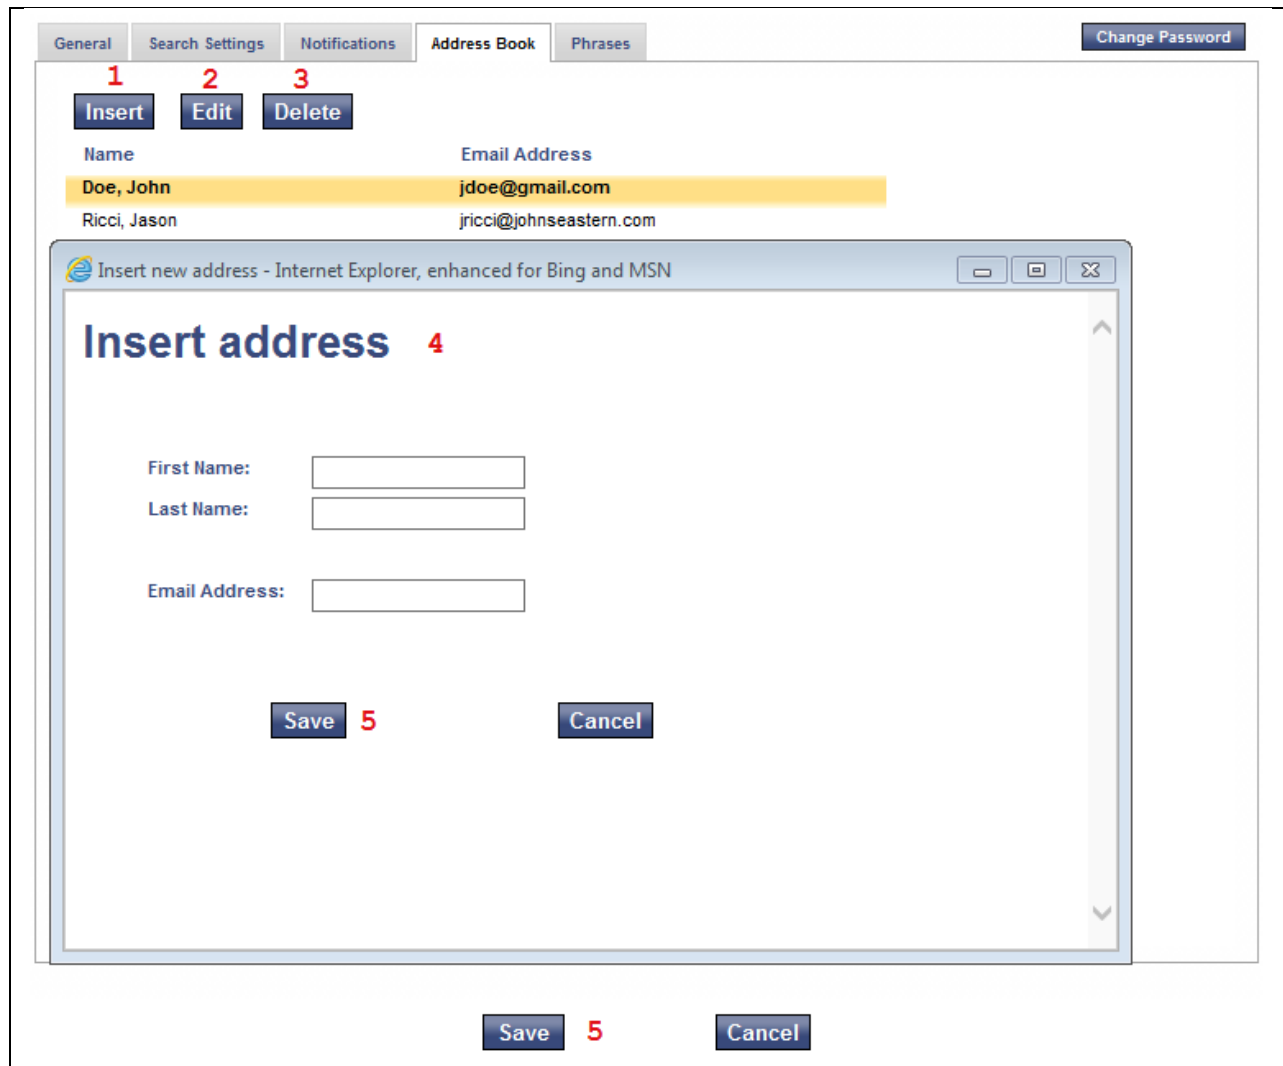 General Search Settings Notifications Address Book Phrases Change Password
1 2 3
Insert Edit Delete
Name Email Address
Doe, John jdoe@gmail.com
Ricci, Jason jricci@johnseastern.com
Insert new address - Internet Explorer, enhanced for Bing and MSN
Insert address 4
First Name:
Last Name:
Email Address:
Save 5 Cancel
Save 5 Cancel